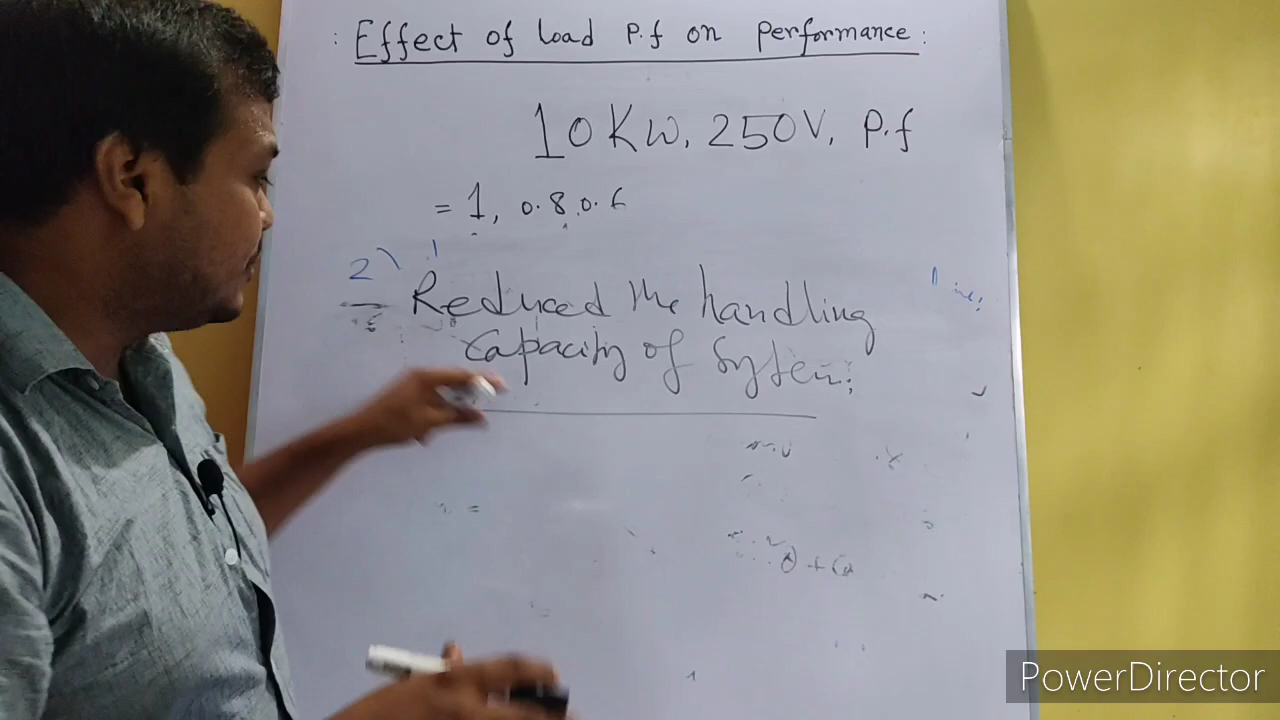 : Effect of load P.f on performance :
10 KW, 250V, P.f
= 1, 0.8, 0.6
2)
Reduced the handling
capacity of Syten:
PowerDirector